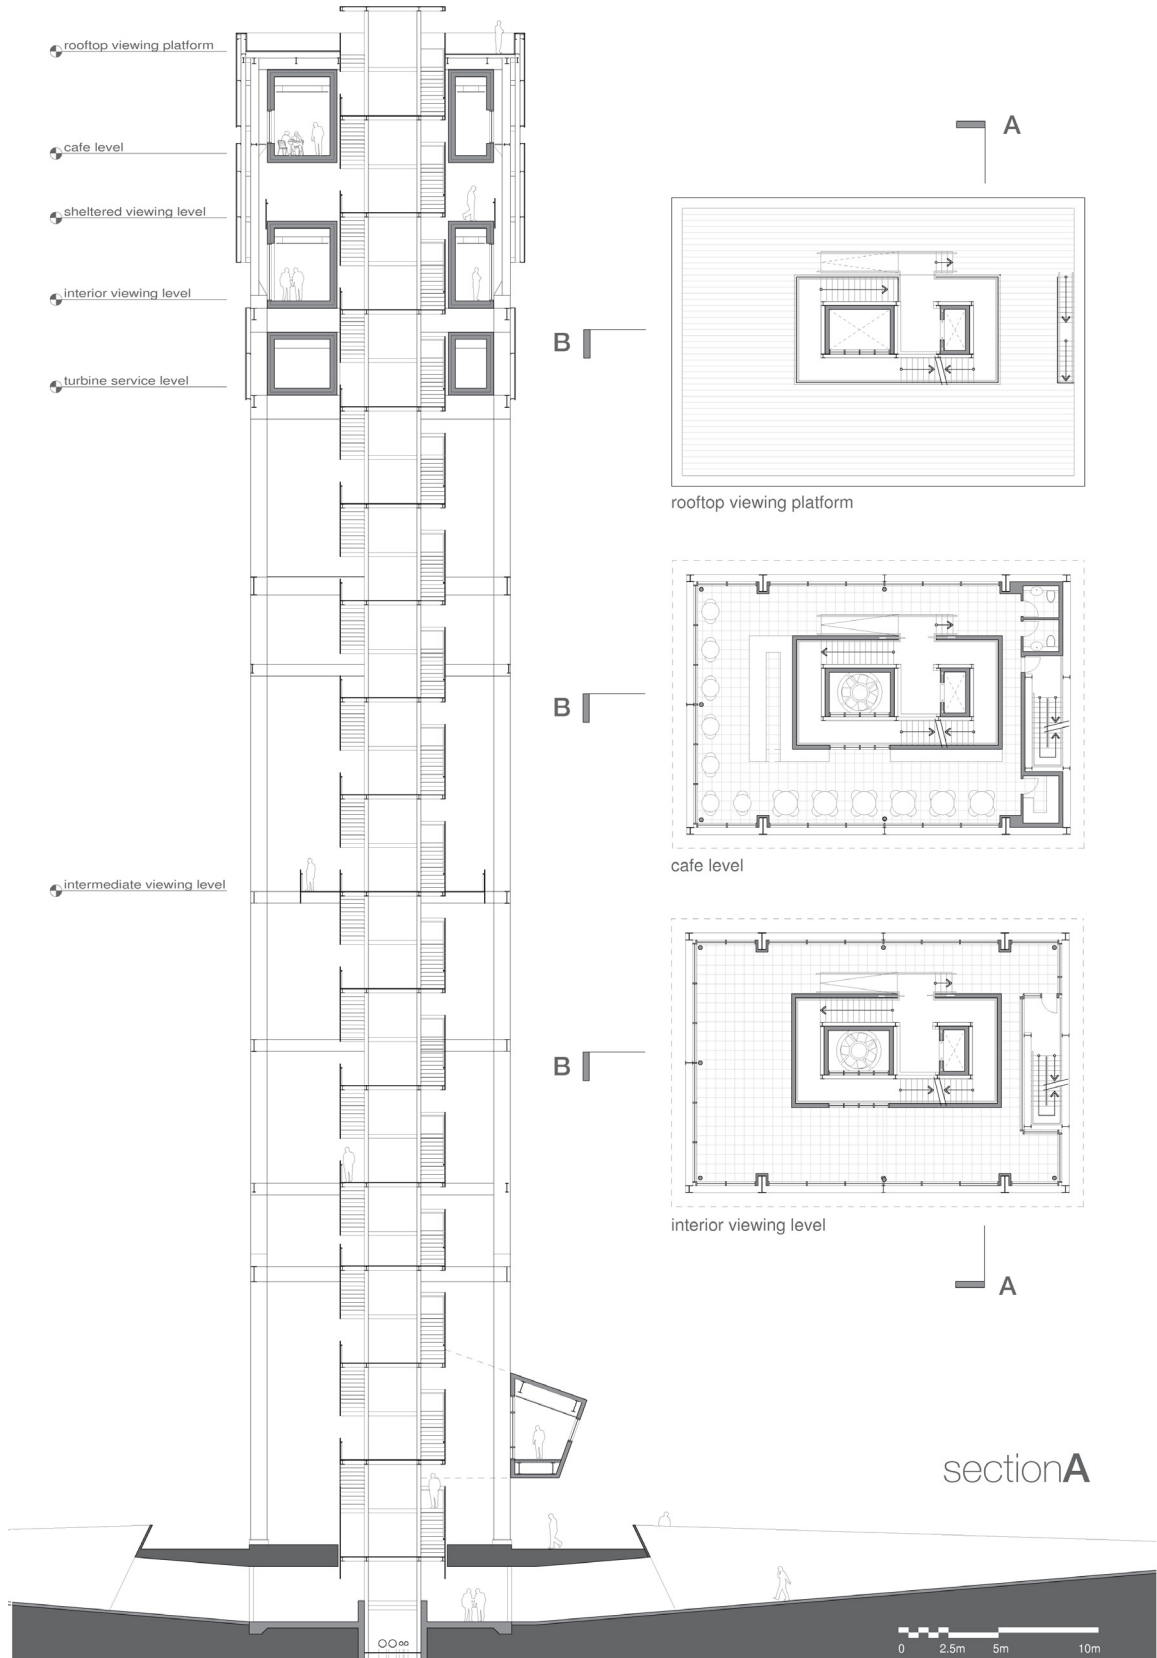 rooftop viewing platform
cafe level
sheltered viewing level
interior viewing level
turbine service level
intermediate viewing level
A
B
rooftop viewing platform
B
cafe level
B
interior viewing level
A
sectionA
0 2.5m 5m 10m